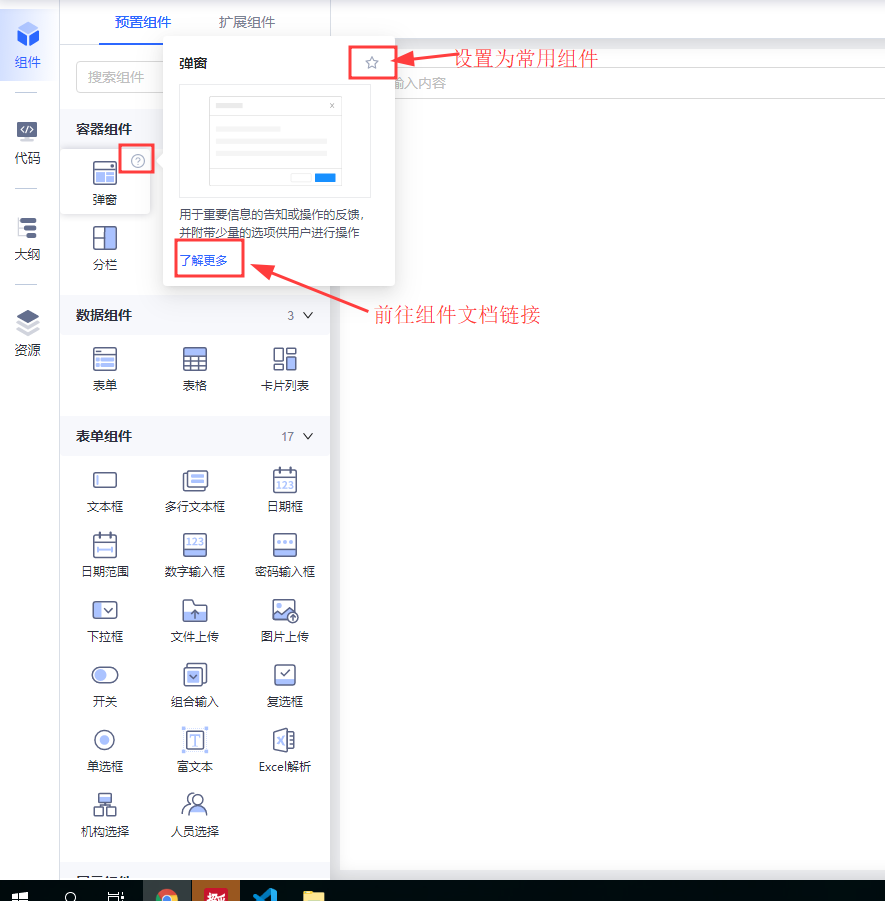 预置组件
扩展组件
搜索组件
组件
代码
大纲
资源
弹窗
用于重要信息的告知或操作的反馈，
并附带少量的选项供用户进行操作
了解更多
设置为常用组件
前往组件文档链接
输入内容
容器组件
弹窗
分栏
数据组件 3
表单
表格
卡片列表
表单组件 17
文本框
多行文本框
日期框
123
日期范围
数字输入框
123
密码输入框
下拉框
文件上传
图片上传
开关
组合输入
复选框
单选框
富文本
Excel解析
机构选择
人员选择